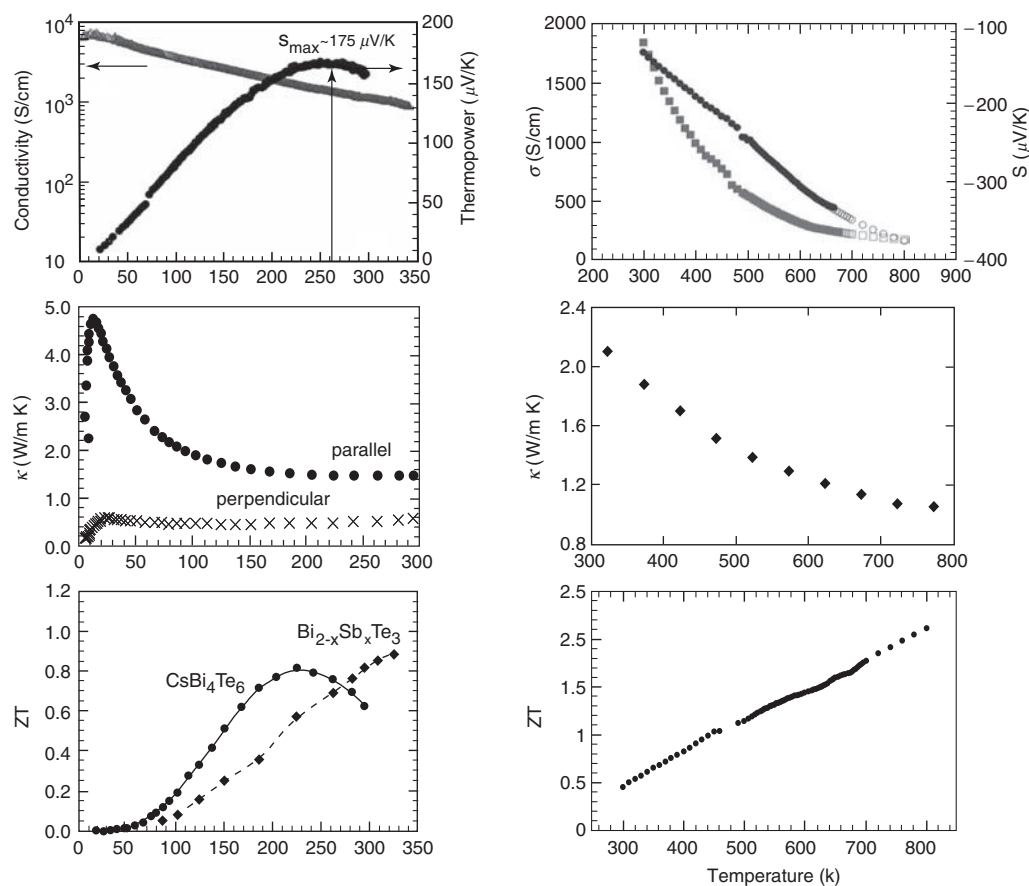 Conductivity (S/cm)
10⁴
10³
10²
10
S_max~175 μV/K
200
150
100
50
0
Thermopower (μV/K)
0 50 100 150 200 250 300 350
σ (S/cm)
2000
1500
1000
500
0
−100
−200
−300
−400
S (μV/K)
200 300 400 500 600 700 800 900
κ (W/m K)
5.0
4.0
3.0
2.0
1.0
0.0
parallel
perpendicular
0 50 100 150 200 250 300
κ (W/m K)
2.4
2.0
1.6
1.2
0.8
300 400 500 600 700 800
ZT
1.2
1.0
0.8
0.6
0.4
0.2
0.0
Bi₂₋ₓSbₓTe₃
CsBi₄Te₆
0 50 100 150 200 250 300 350
ZT
2.5
2.5
1.5
1
0.5
300 400 500 600 700 800
Temperature (k)